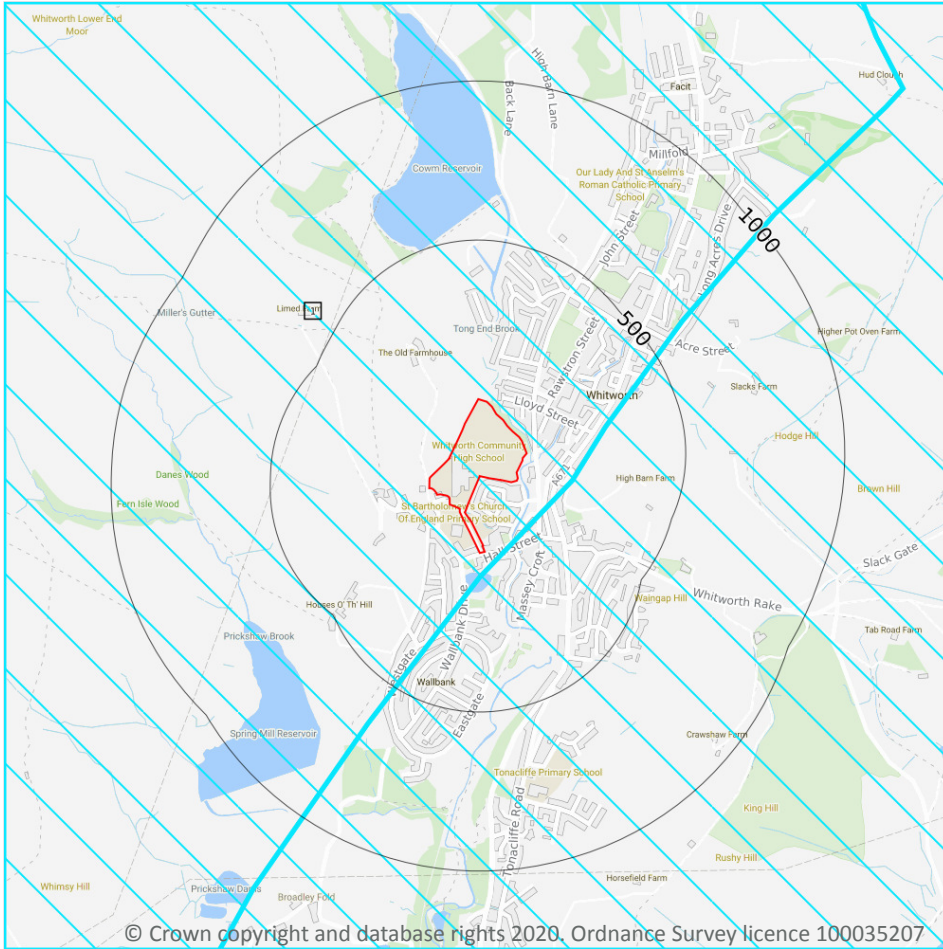 Whitworth Lower End
Moor
Hud Clough
High Barn Lane
Back Lane
Facit
Millfold
Cowm Reservoir
Our Lady And St Anselm's
Roman Catholic Primary
School
1000
John Street
Long Acres Drive
Miller's Gutter
Tong End Brook
500
Higher Pot Oven Farm
The Old Farmhouse
Rawstron Street
Acre Street
Slacks Farm
Whitworth
Lloyd Street
Hodge Hill
Whitworth Community
High School
Danes Wood
A671
High Barn Farm
Brown Hill
Fern Isle Wood
St Bartholomew's Church
Of England Primary School
Hall Street
Slack Gate
Massey Croft
Whitworth Rake
Houses O' Th' Hill
Waingap Hill
Prickshaw Brook
Wallbank Drive
Tab Road Farm
Westgate
Wallbank
Eastgate
Spring Mill Reservoir
Crawshaw Farm
Tonacliffe Primary School
King Hill
Tonacliffe Road
Rushy Hill
Whimsy Hill
Prickshaw Dams
Broadley Fold
Horsefield Farm
© Crown copyright and database rights 2020. Ordnance Survey licence 100035207